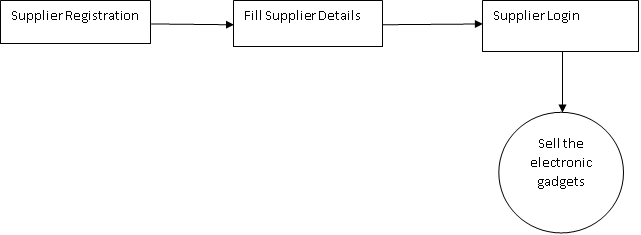 Supplier Registration
Fill Supplier Details
Supplier Login
Sell the
electronic
gadgets